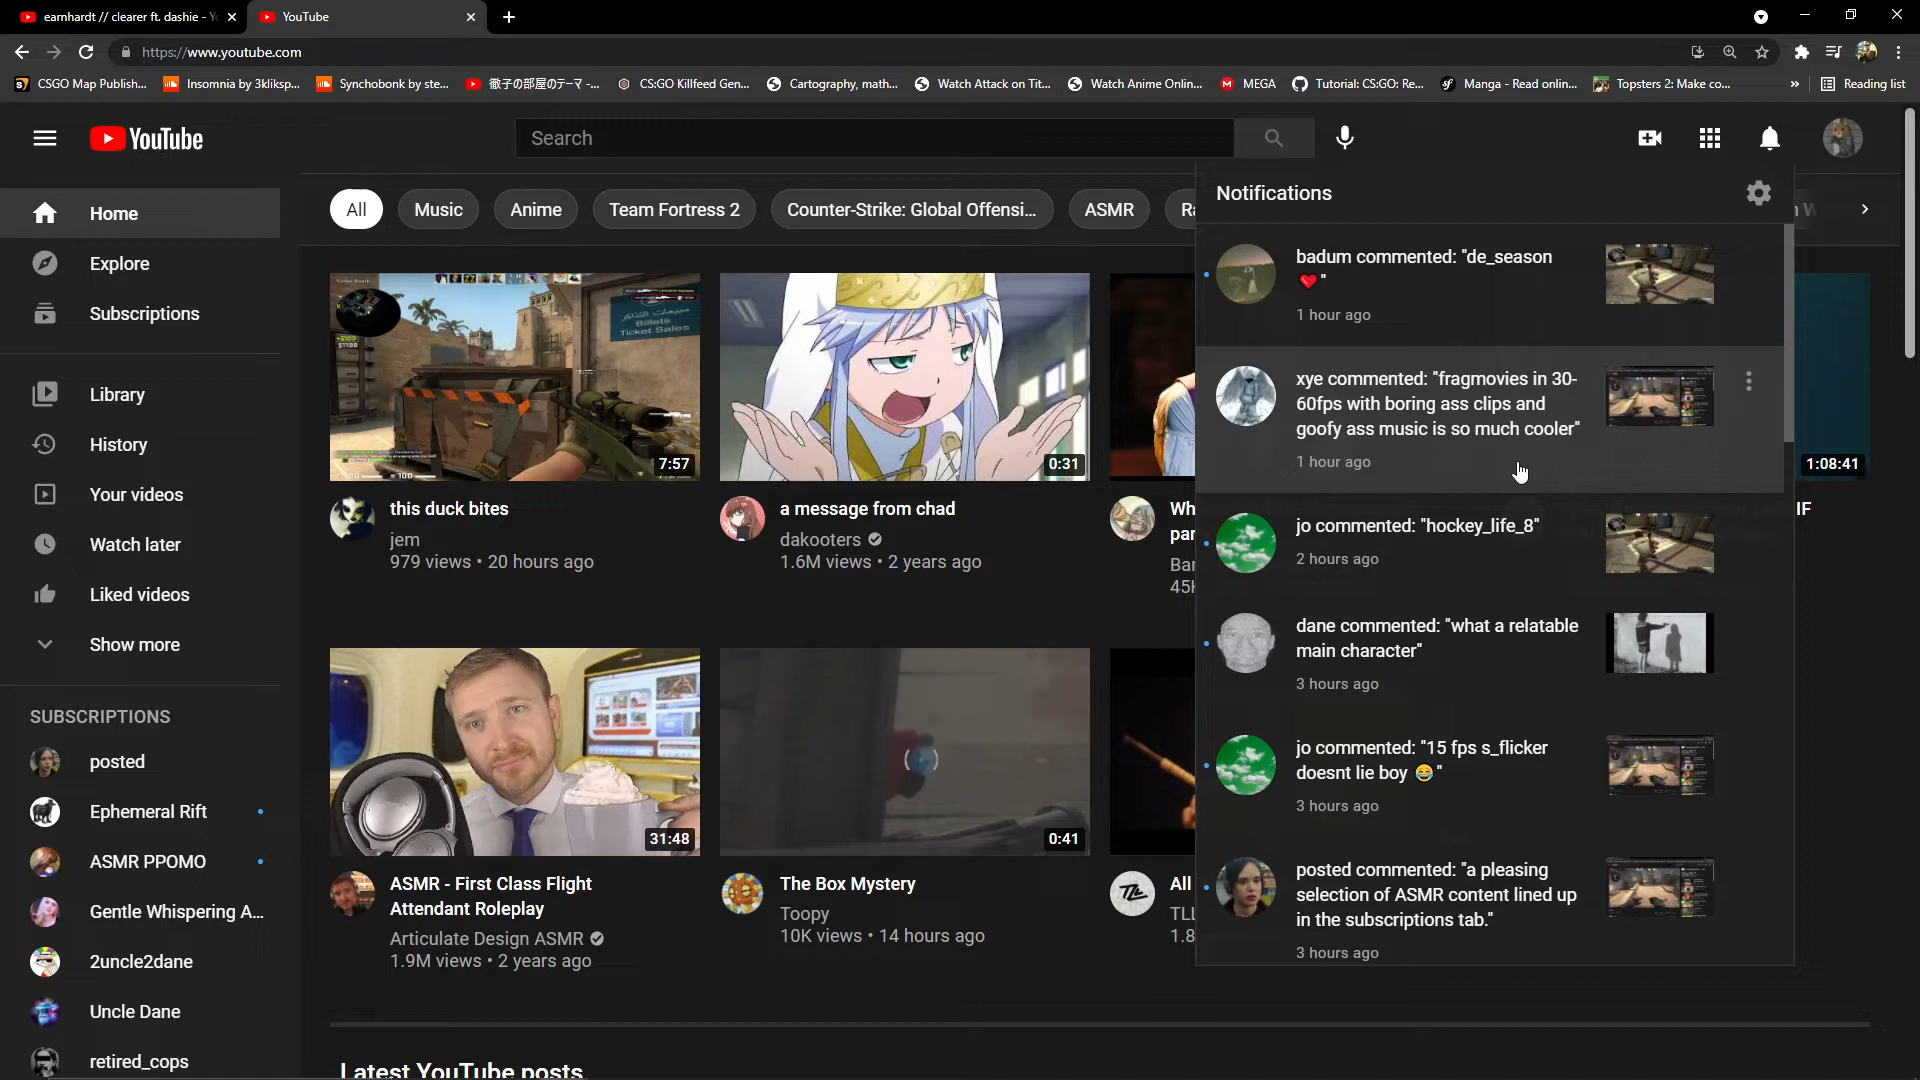 earnhardt // clearer ft. dashie - Yo
YouTube
https://www.youtube.com
CSGO Map Publish...
Insomnia by 3kliksp...
Synchobonk by ste...
徹子の部屋のテーマ -...
CS:GO Killfeed Gen...
Cartography, math...
Watch Attack on Tit...
Watch Anime Onlin...
MEGA
Tutorial: CS:GO: Re...
Manga - Read onlin...
Topsters 2: Make co...
»
Reading list
YouTube
Search
Home
Explore
Subscriptions
Library
History
Your videos
Watch later
Liked videos
Show more
SUBSCRIPTIONS
posted
Ephemeral Rift
ASMR PPOMO
Gentle Whispering A...
2uncle2dane
Uncle Dane
retired_cops
All
Music
Anime
Team Fortress 2
Counter-Strike: Global Offensi...
ASMR
Ra
Billets
Ticket Sales
7:57
this duck bites
jem
979 views • 20 hours ago
0:31
a message from chad
dakooters
1.6M views • 2 years ago
Wh
par
Bar
45K
1:08:41
IF
31:48
ASMR - First Class Flight
Attendant Roleplay
Articulate Design ASMR
1.9M views • 2 years ago
0:41
The Box Mystery
Toopy
10K views • 14 hours ago
All
TLL
1.8
Latest YouTube posts
Notifications
badum commented: "de_season
❤️"
1 hour ago
xye commented: "fragmovies in 30-
60fps with boring ass clips and
goofy ass music is so much cooler"
1 hour ago
jo commented: "hockey_life_8"
2 hours ago
dane commented: "what a relatable
main character"
3 hours ago
jo commented: "15 fps s_flicker
doesnt lie boy 😂"
3 hours ago
posted commented: "a pleasing
selection of ASMR content lined up
in the subscriptions tab."
3 hours ago